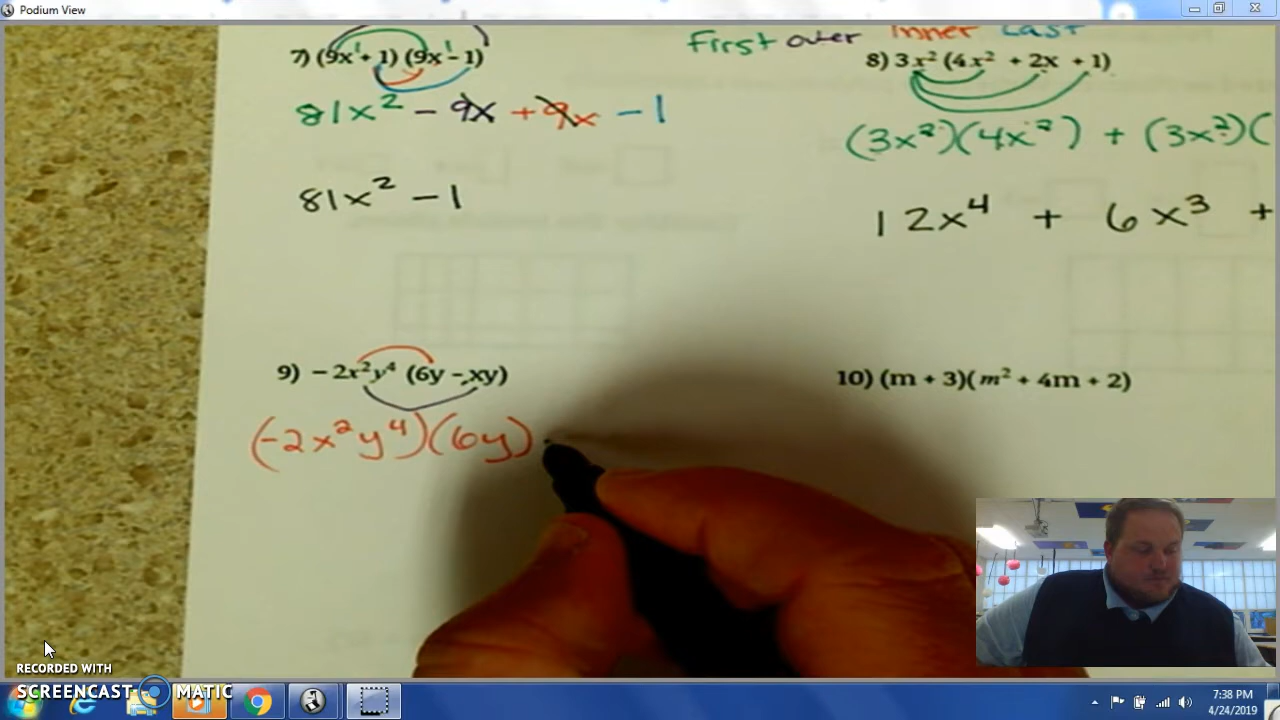 Podium View
First outer Inner Last
7) (9x¹+ 1) (9x¹- 1)
8) 3x² (4x² + 2x + 1)
81x² - 9x + 9x - 1
(3x²)(4x²) + (3x²)(
81x² - 1
12x⁴ + 6x³ +
9) - 2x²y⁴ (6y - xy)
10) (m + 3)(m² + 4m + 2)
(-2x²y⁴)(6y)
RECORDED WITH
SCREENCAST-O-MATIC
7:38 PM
4/24/2019